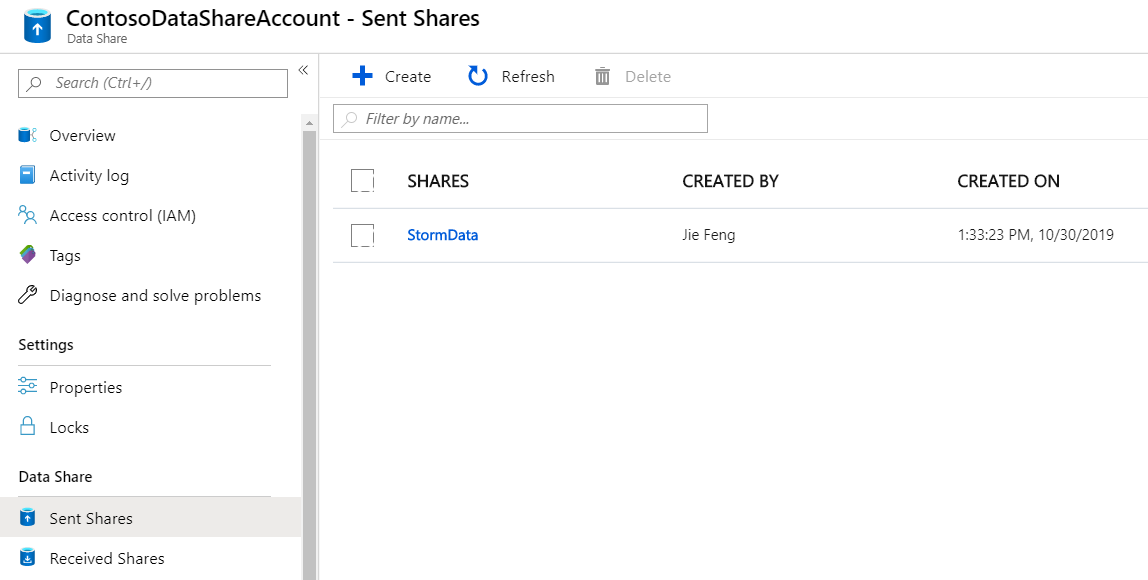 ContosoDataShareAccount - Sent Shares
Data Share
Search (Ctrl+/)
Overview
Activity log
Access control (IAM)
Tags
Diagnose and solve problems
Settings
Properties
Locks
Data Share
Sent Shares
Received Shares
Create Refresh Delete
Filter by name...
SHARES CREATED BY CREATED ON
StormData Jie Feng 1:33:23 PM, 10/30/2019